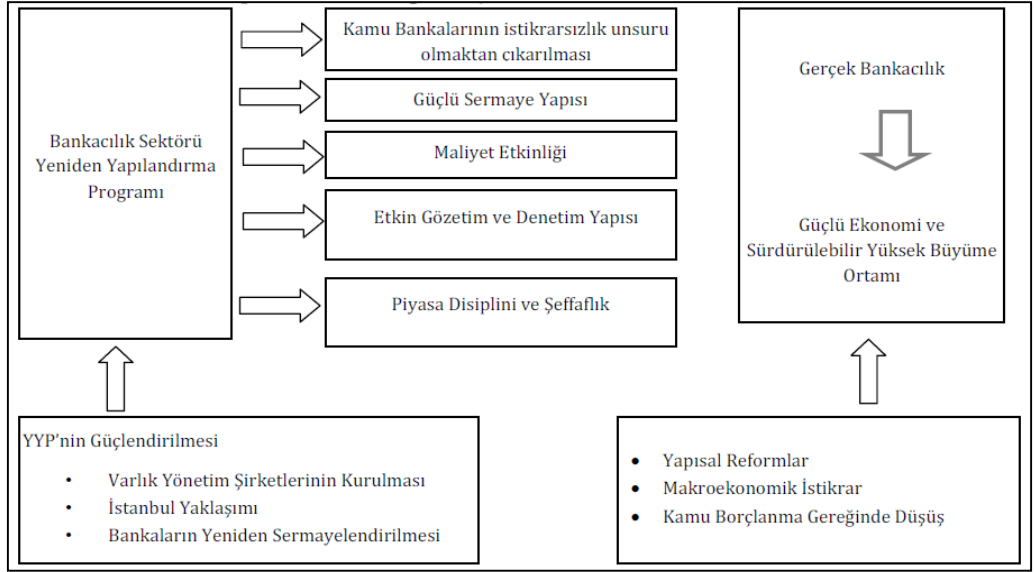 Bankacılık Sektörü
Yeniden Yapılandırma
Programı
Kamu Bankalarının istikrarsızlık unsuru
olmaktan çıkarılması
Güçlü Sermaye Yapısı
Maliyet Etkinliği
Etkin Gözetim ve Denetim Yapısı
Piyasa Disiplini ve Şeffaflık
Gerçek Bankacılık
Güçlü Ekonomi ve
Sürdürülebilir Yüksek Büyüme
Ortamı
YYP’nin Güçlendirilmesi
• Varlık Yönetim Şirketlerinin Kurulması
• İstanbul Yaklaşımı
• Bankaların Yeniden Sermayelendirilmesi
• Yapısal Reformlar
• Makroekonomik İstikrar
• Kamu Borçlanma Gereğinde Düşüş